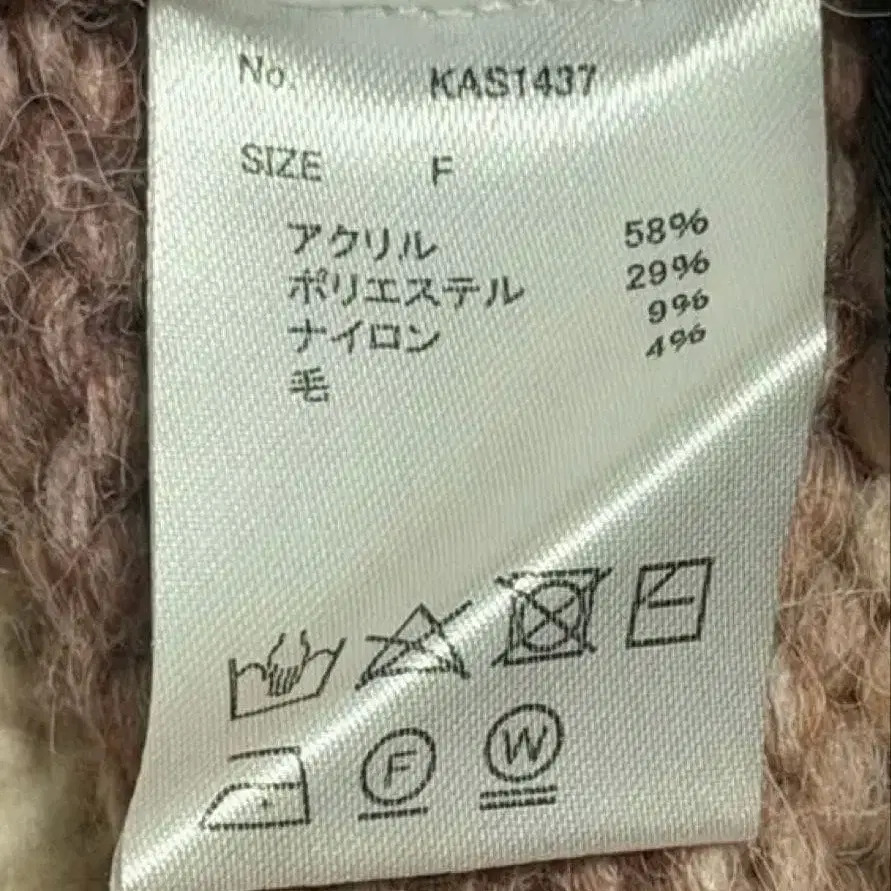 No. KAS1437
SIZE F
アクリル 58%
ポリエステル 29%
ナイロン 9%
毛 4%
F W